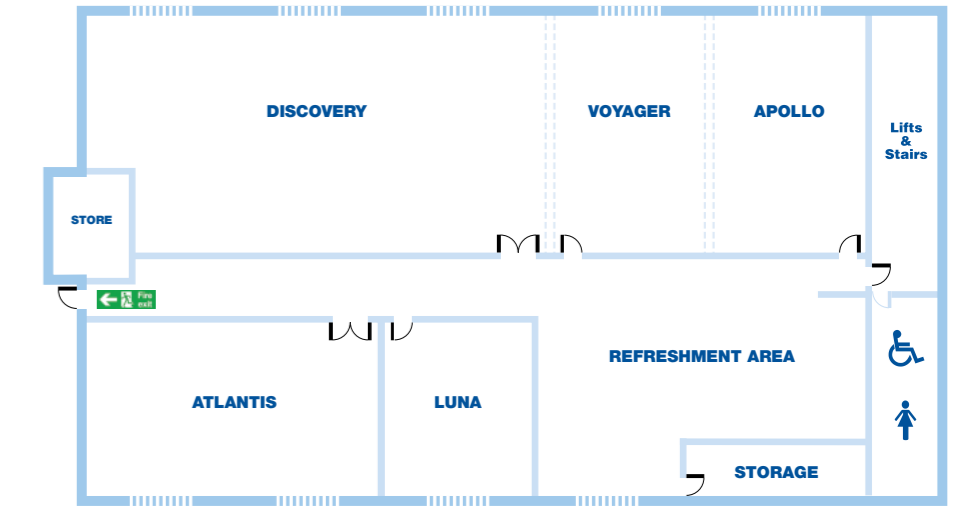 DISCOVERY
VOYAGER
APOLLO
Lifts
&
Stairs
STORE
Fire
exit
REFRESHMENT AREA
ATLANTIS
LUNA
STORAGE